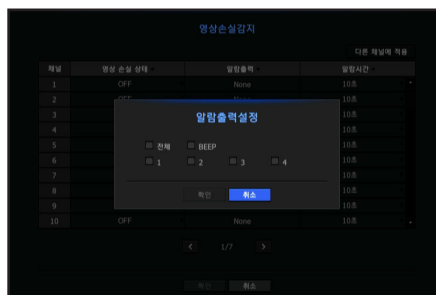 영상손실감지
다른 채널에 적용
채널 영상 손실 상태 알람출력 알람시간
1 OFF None 10초
2 OFF None 10초
3 10초
4 10초
5 10초
6 10초
7 10초
8 10초
9 10초
10 OFF None 10초
알람출력설정
전체 BEEP
1 2 3 4
확인 취소
1/7
확인 취소